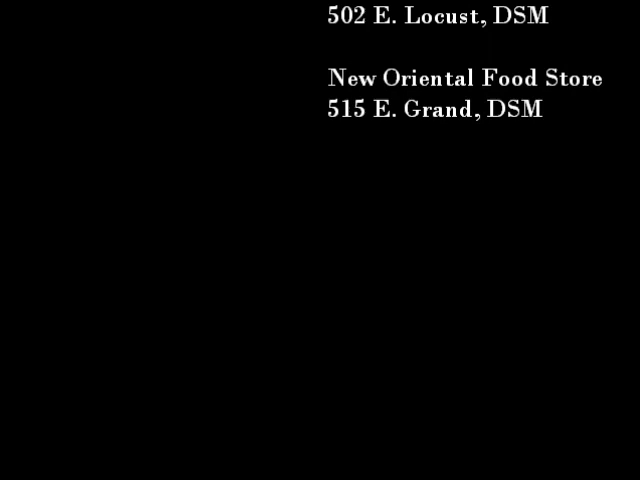 502 E. Locust, DSM
New Oriental Food Store
515 E. Grand, DSM